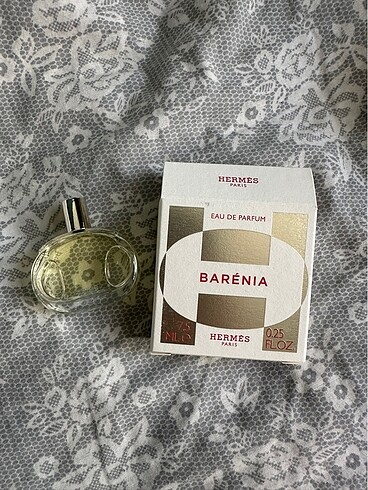 HERMÈS
PARIS
EAU DE PARFUM
BARÉNIA
7.5
ML℮
HERMÈS
PARIS
0.25
FL.OZ.